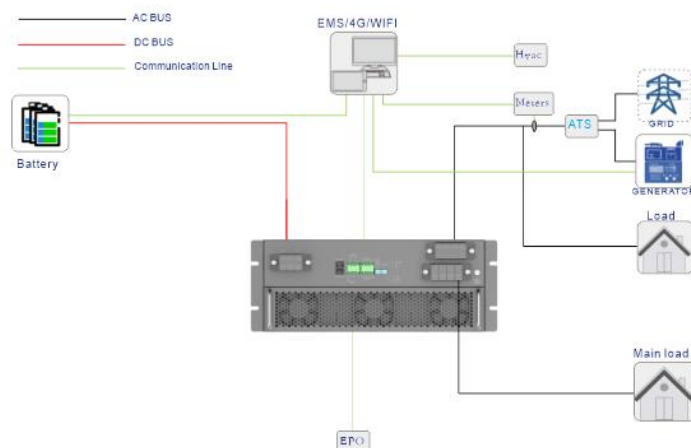 AC BUS
EMS/4G/WIFI
DC BUS
Communication Line
Hvac
Meters
ATS
GRID
Battery
GENERATOR
Load
Main load
EPO